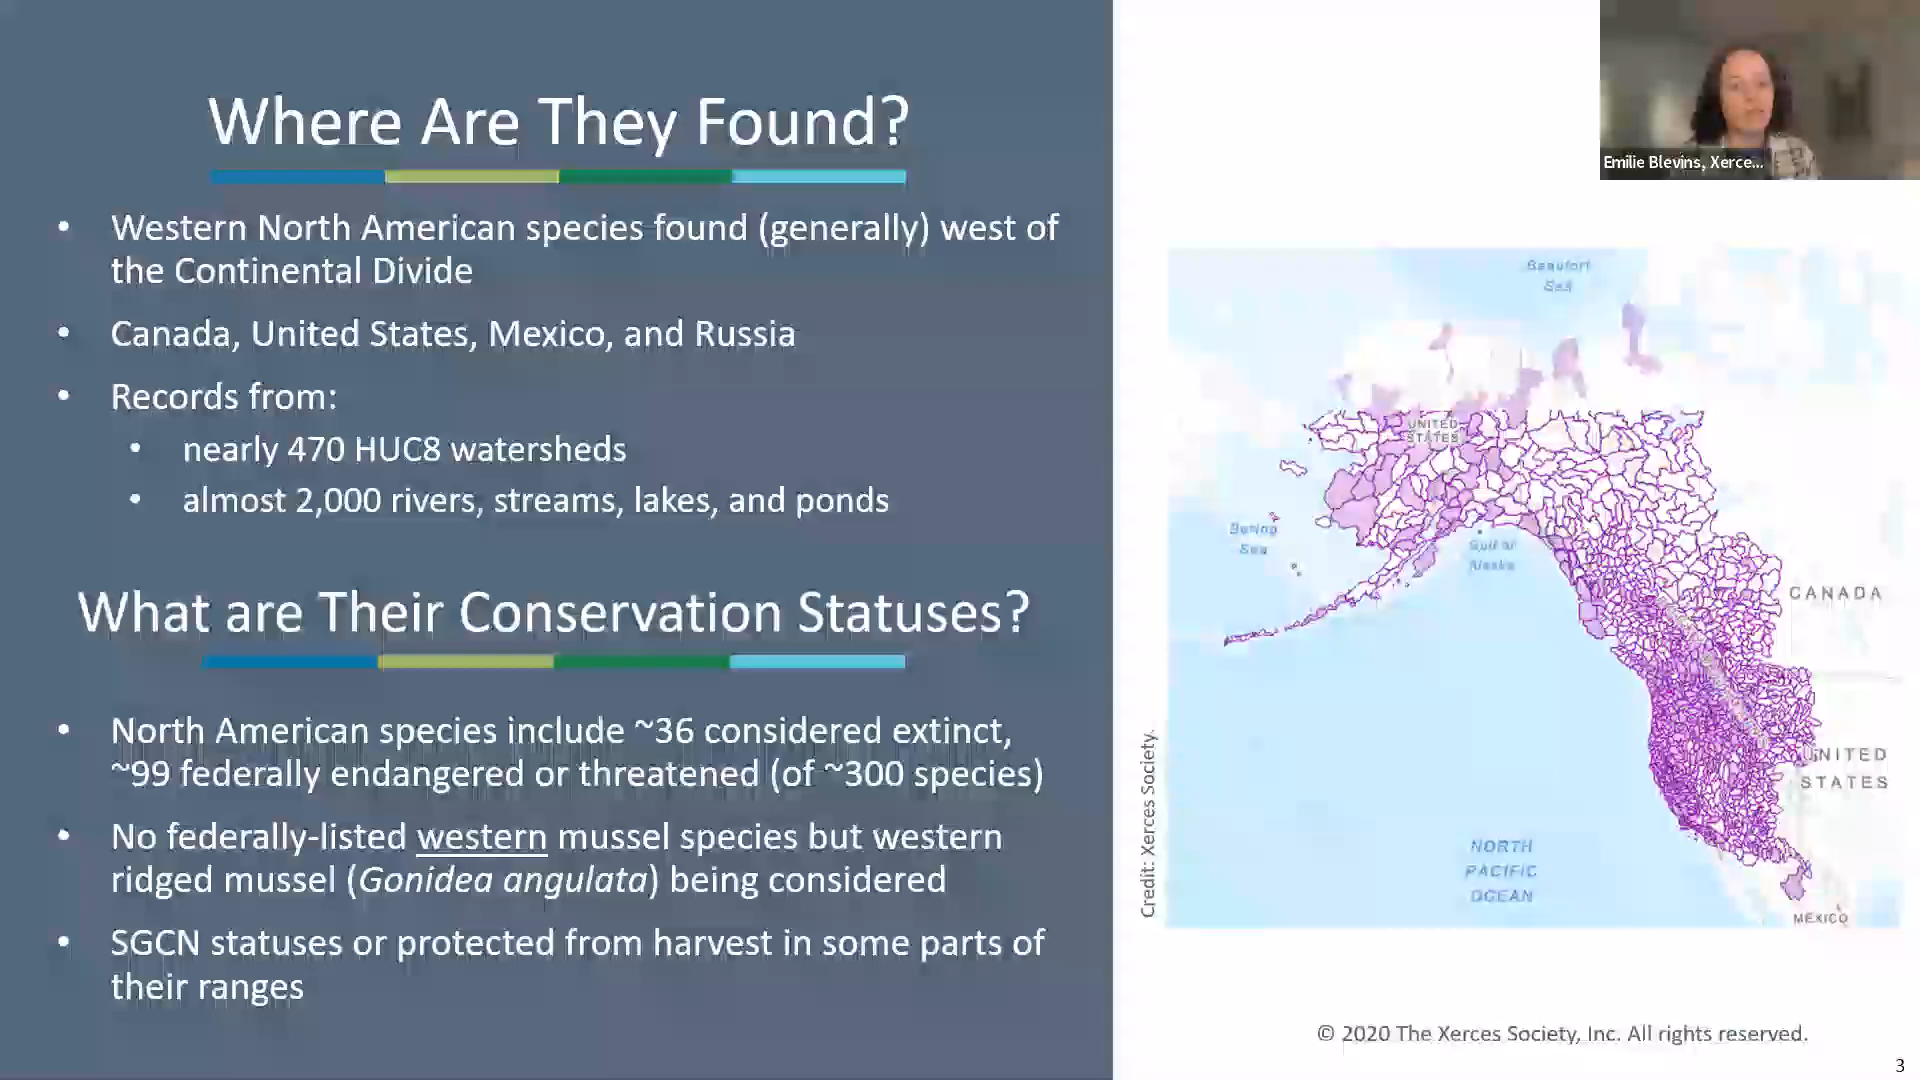 Where Are They Found?
• Western North American species found (generally) west of
the Continental Divide
• Canada, United States, Mexico, and Russia
• Records from:
• nearly 470 HUC8 watersheds
• almost 2,000 rivers, streams, lakes, and ponds
What are Their Conservation Statuses?
• North American species include ~36 considered extinct,
~99 federally endangered or threatened (of ~300 species)
• No federally-listed western mussel species but western
ridged mussel (Gonidea angulata) being considered
• SGCN statuses or protected from harvest in some parts of
their ranges
Emilie Blevins, Xerce...
Beaufort
Sea
UNITED
STATES
Bering
Sea
Gulf of
Alaska
CANADA
UNITED
STATES
NORTH
PACIFIC
OCEAN
MEXICO
Credit: Xerces Society.
© 2020 The Xerces Society, Inc. All rights reserved.
3